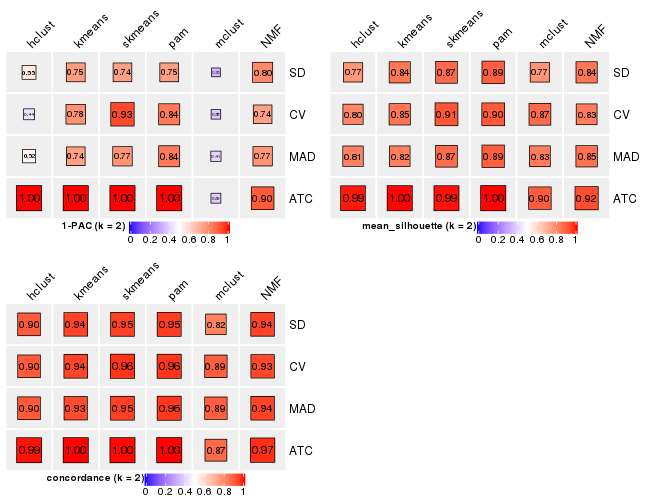 hclust kmeans skmeans pam mclust NMF
0.75 0.74 0.75 0.80 SD
0.78 0.93 0.84 0.74 CV
0.52 0.74 0.77 0.84 0.77 MAD
1.00 1.00 1.00 1.00 0.90 ATC
1-PAC (k = 2)
0 0.2 0.4 0.6 0.8 1
hclust kmeans skmeans pam mclust NMF
0.77 0.84 0.87 0.89 0.77 0.84 SD
0.80 0.85 0.91 0.90 0.87 0.83 CV
0.81 0.82 0.87 0.89 0.83 0.85 MAD
0.99 1.00 0.99 1.00 0.90 0.92 ATC
mean_silhouette (k = 2)
0 0.2 0.4 0.6 0.8 1
hclust kmeans skmeans pam mclust NMF
0.90 0.94 0.95 0.95 0.82 0.94 SD
0.90 0.94 0.96 0.96 0.89 0.93 CV
0.90 0.93 0.95 0.96 0.89 0.94 MAD
0.99 1.00 1.00 1.00 0.87 0.97 ATC
concordance (k = 2)
0 0.2 0.4 0.6 0.8 1